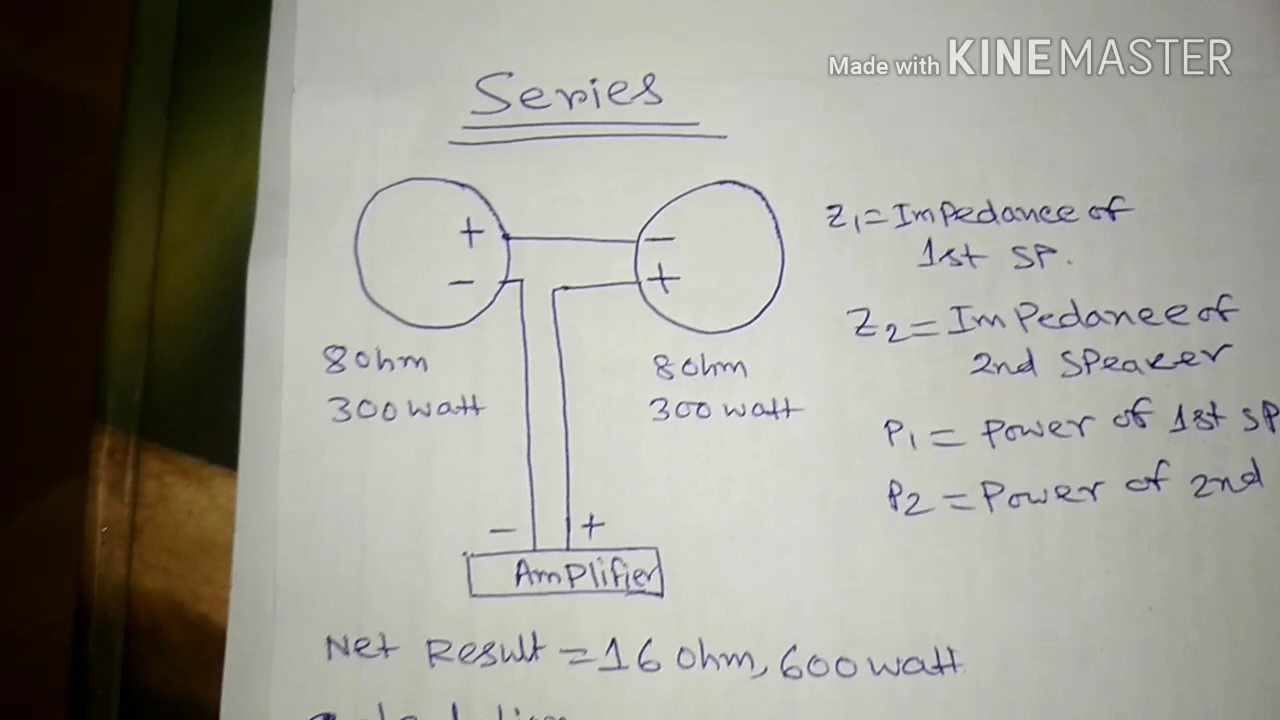 Made with KINEMASTER
Series
+ −
− +
8 ohm
300 watt
8 ohm
300 watt
− +
Amplifier
Z1 = Impedance of
1st SP.
Z2 = Impedance of
2nd Speaker
P1 = Power of 1st SP
P2 = Power of 2nd
Net Result = 16 ohm, 600 watt